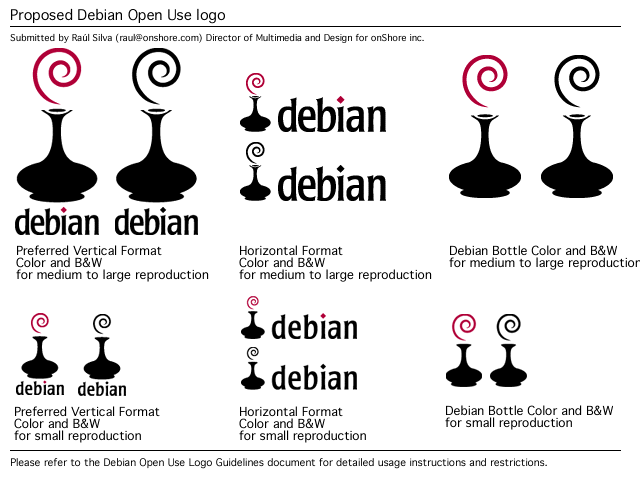 Proposed Debian Open Use logo
Submitted by Raúl Silva (raul@onshore.com) Director of Multimedia and Design for onShore inc.
debian
debian
debian
debian
Preferred Vertical Format
Color and B&W
for medium to large reproduction
Horizontal Format
Color and B&W
for medium to large reproduction
Debian Bottle Color and B&W
for medium to large reproduction
debian
debian
debian
debian
Preferred Vertical Format
Color and B&W
for small reproduction
Horizontal Format
Color and B&W
for small reproduction
Debian Bottle Color and B&W
for small reproduction
Please refer to the Debian Open Use Logo Guidelines document for detailed usage instructions and restrictions.